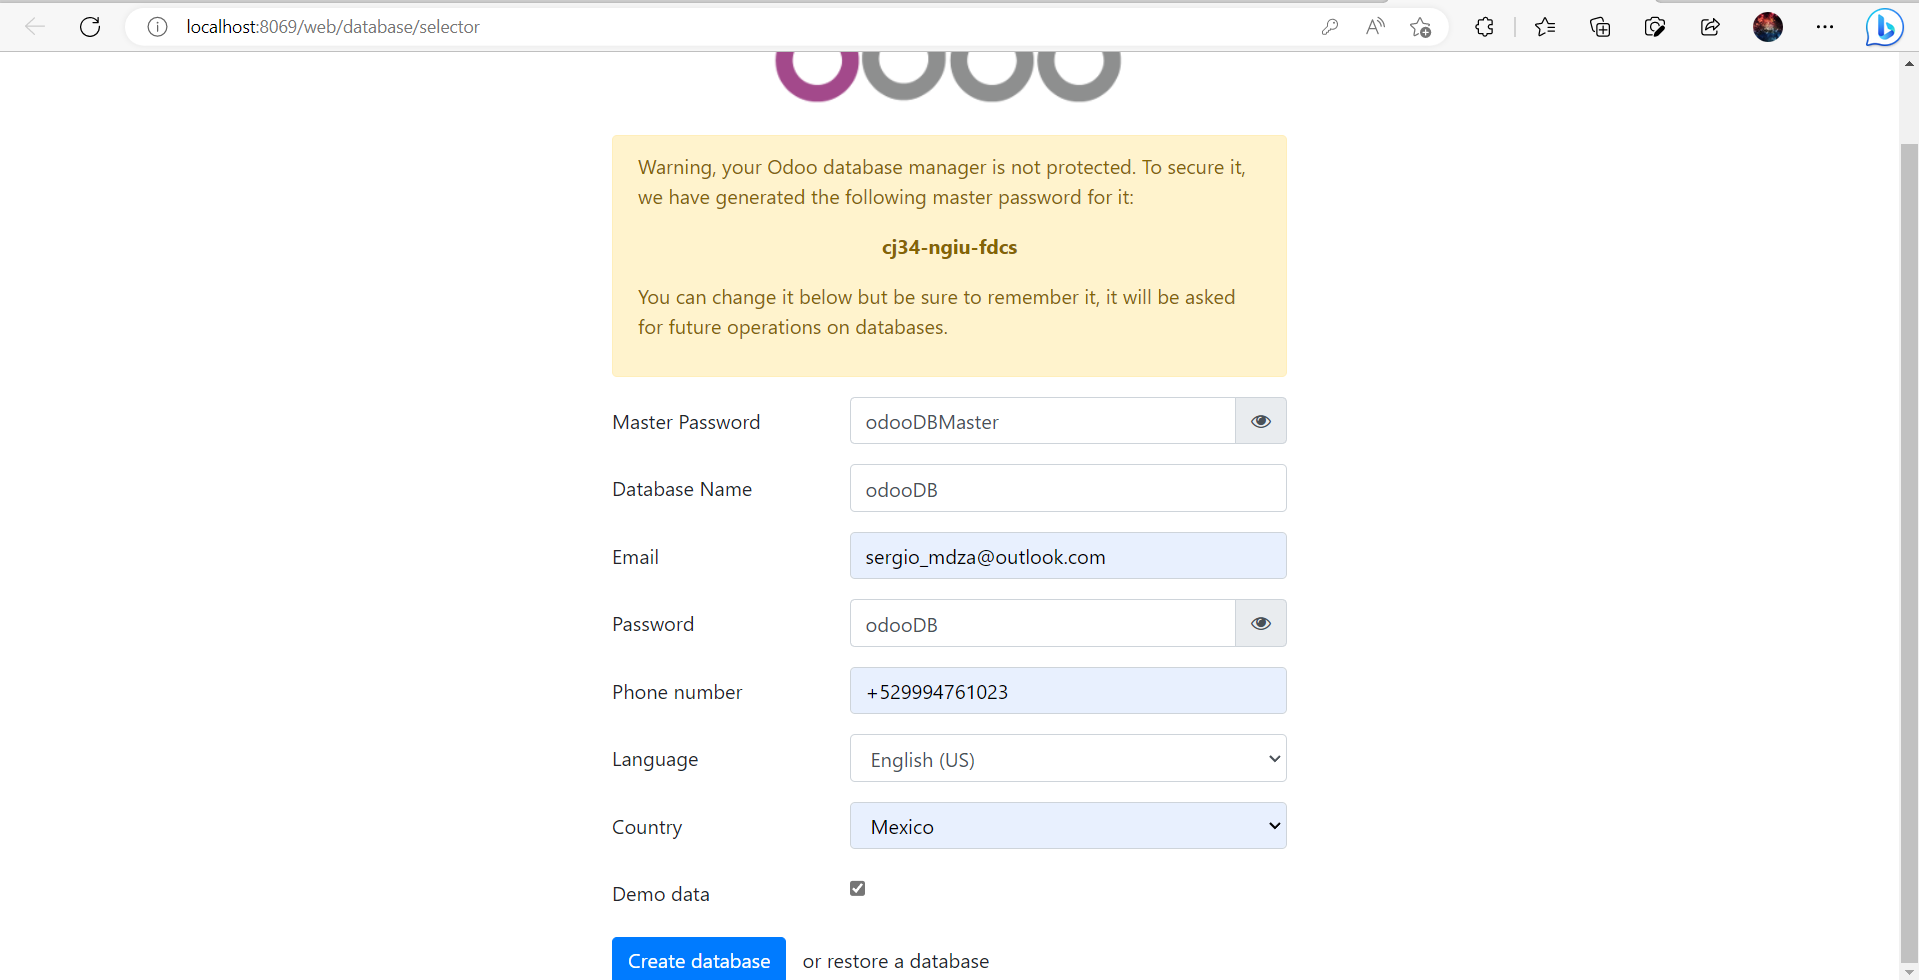 localhost:8069/web/database/selector
odoo
Warning, your Odoo database manager is not protected. To secure it,
we have generated the following master password for it:
cj34-ngiu-fdcs
You can change it below but be sure to remember it, it will be asked
for future operations on databases.
Master Password odooDBMaster
Database Name odooDB
Email sergio_mdza@outlook.com
Password odooDB
Phone number +529994761023
Language English (US)
Country Mexico
Demo data
Create database or restore a database